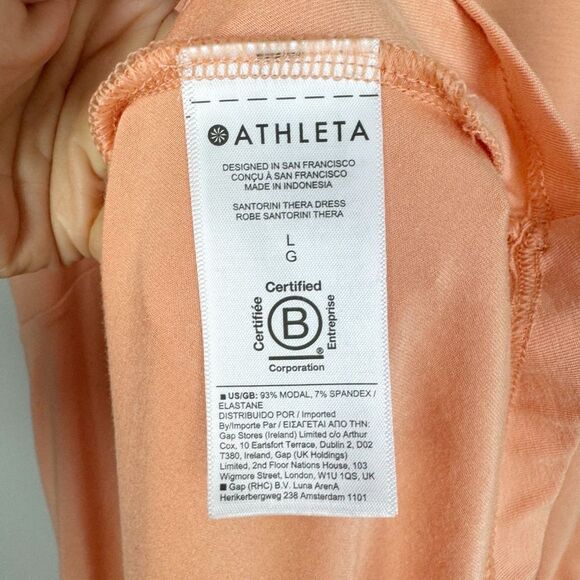 ATHLETA
DESIGNED IN SAN FRANCISCO
CONÇU À SAN FRANCISCO
MADE IN INDONESIA
SANTORINI THERA DRESS
ROBE SANTORINI THERA
L
G
Certified
Certifiée
B
Entreprise
®
Corporation
■ US/GB: 93% MODAL, 7% SPANDEX /
ELASTANE
DISTRIBUIDO POR / Imported
By/Importe Par / ΕΙΣΑΓΕΤΑΙ ΑΠΟ ΤΗΝ:
Gap Stores (Ireland) Limited c/o Arthur
Cox, 10 Earlsfort Terrace, Dublin 2, D02
T380, Ireland, Gap (UK Holdings)
Limited, 2nd Floor Nations House, 103
Wigmore Street, London, W1U 1QS, UK
■ Gap (RHC) B.V. Luna ArenA
Herikerbergweg 238 Amsterdam 1101